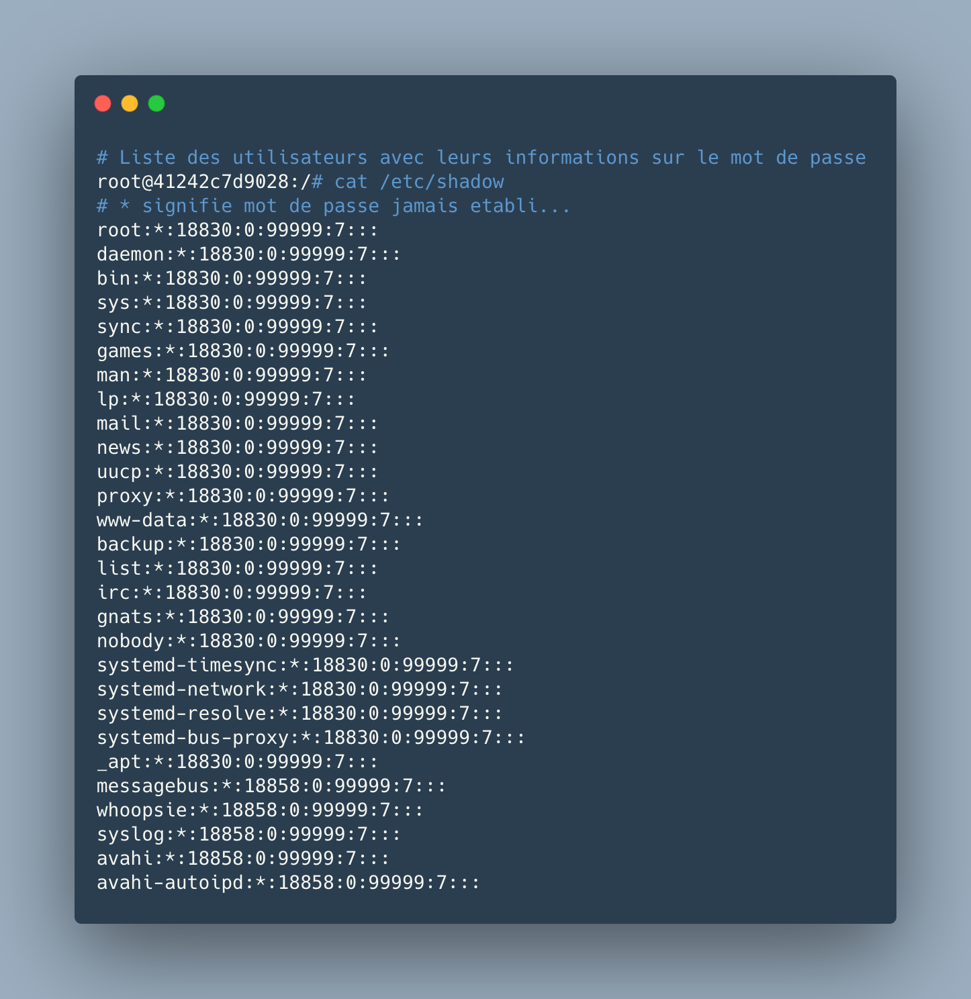 # Liste des utilisateurs avec leurs informations sur le mot de passe
root@41242c7d9028:/# cat /etc/shadow
# * signifie mot de passe jamais etabli...
root:*:18830:0:99999:7:::
daemon:*:18830:0:99999:7:::
bin:*:18830:0:99999:7:::
sys:*:18830:0:99999:7:::
sync:*:18830:0:99999:7:::
games:*:18830:0:99999:7:::
man:*:18830:0:99999:7:::
lp:*:18830:0:99999:7:::
mail:*:18830:0:99999:7:::
news:*:18830:0:99999:7:::
uucp:*:18830:0:99999:7:::
proxy:*:18830:0:99999:7:::
www-data:*:18830:0:99999:7:::
backup:*:18830:0:99999:7:::
list:*:18830:0:99999:7:::
irc:*:18830:0:99999:7:::
gnats:*:18830:0:99999:7:::
nobody:*:18830:0:99999:7:::
systemd-timesync:*:18830:0:99999:7:::
systemd-network:*:18830:0:99999:7:::
systemd-resolve:*:18830:0:99999:7:::
systemd-bus-proxy:*:18830:0:99999:7:::
_apt:*:18830:0:99999:7:::
messagebus:*:18858:0:99999:7:::
whoopsie:*:18858:0:99999:7:::
syslog:*:18858:0:99999:7:::
avahi:*:18858:0:99999:7:::
avahi-autoipd:*:18858:0:99999:7:::